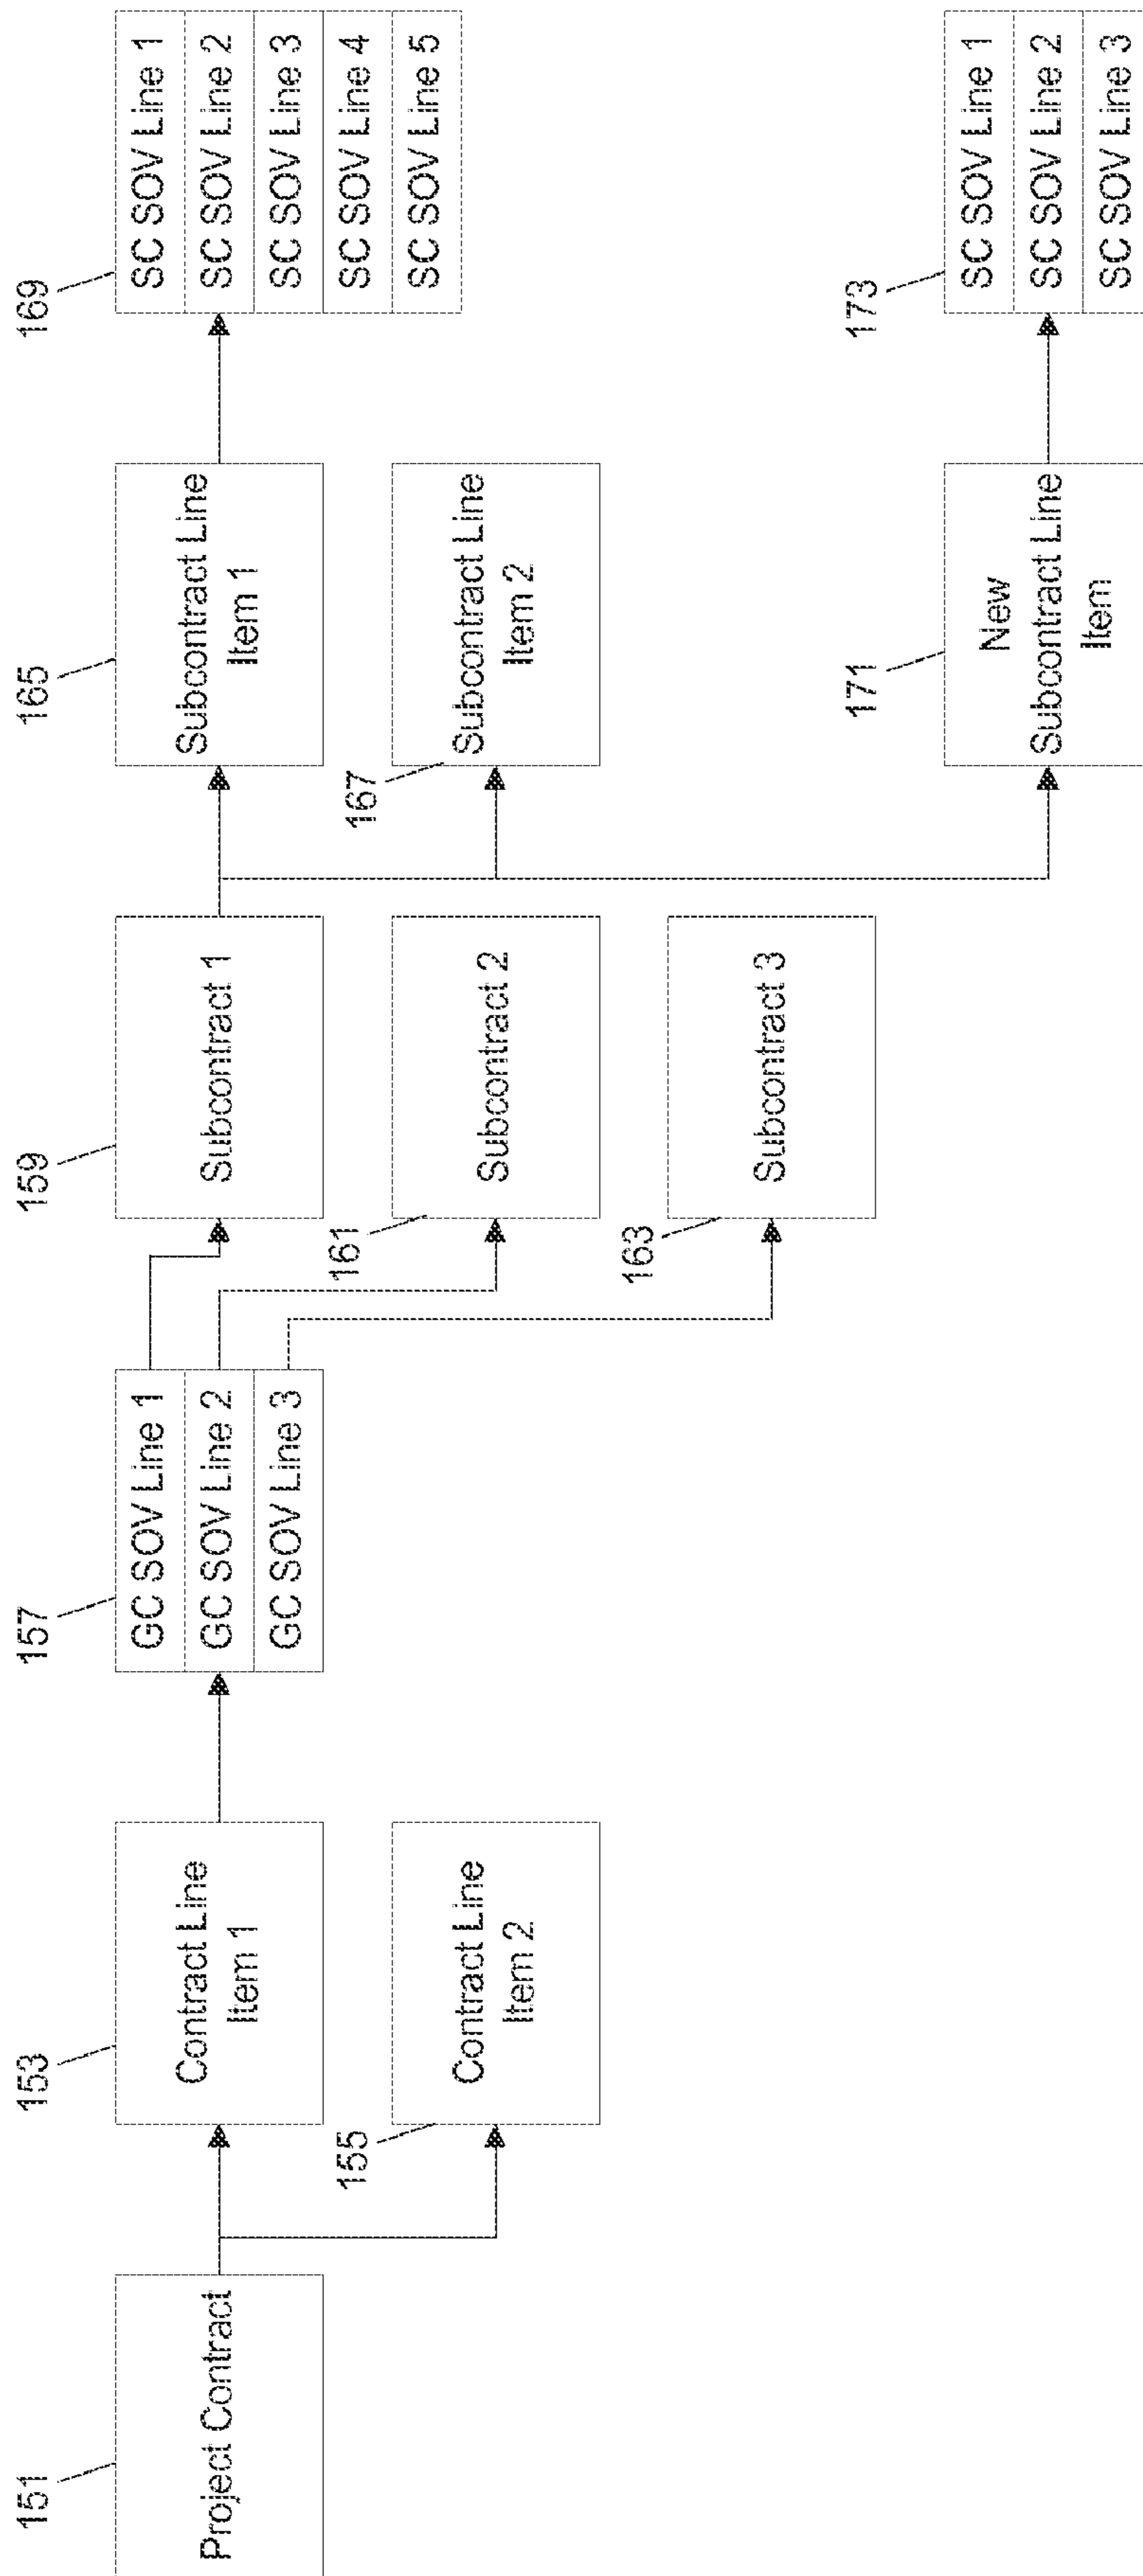 151
Project Contract
153
Contract Line
Item 1
155
Contract Line
Item 2
157
GC SOV Line 1
GC SOV Line 2
GC SOV Line 3
159
Subcontract 1
161
Subcontract 2
163
Subcontract 3
165
Subcontract Line
Item 1
167
Subcontract Line
Item 2
169
SC SOV Line 1
SC SOV Line 2
SC SOV Line 3
SC SOV Line 4
SC SOV Line 5
171
New
Subcontract Line
Item
173
SC SOV Line 1
SC SOV Line 2
SC SOV Line 3